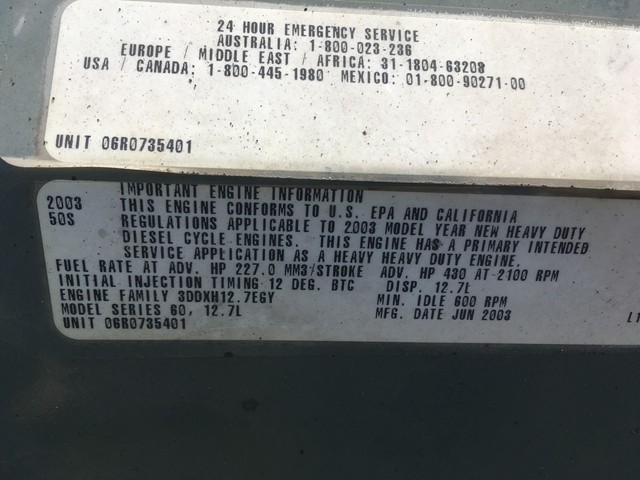 24 HOUR EMERGENCY SERVICE
AUSTRALIA: 1-800-023-236
EUROPE / MIDDLE EAST / AFRICA: 31-1804-63208
USA / CANADA: 1-800-445-1980 MEXICO: 01-800-90271-00
UNIT 06R0735401
IMPORTANT ENGINE INFORMATION
2003 THIS ENGINE CONFORMS TO U.S. EPA AND CALIFORNIA
50S REGULATIONS APPLICABLE TO 2003 MODEL YEAR NEW HEAVY DUTY
DIESEL CYCLE ENGINES. THIS ENGINE HAS A PRIMARY INTENDED
SERVICE APPLICATION AS A HEAVY HEAVY DUTY ENGINE.
FUEL RATE AT ADV. HP 227.0 MM3/STROKE ADV. HP 430 AT 2100 RPM
INITIAL INJECTION TIMING 12 DEG. BTC DISP. 12.7L
ENGINE FAMILY 3DDXH12.7EGY MIN. IDLE 600 RPM
MODEL SERIES 60, 12.7L MFG. DATE JUN 2003
UNIT 06R0735401